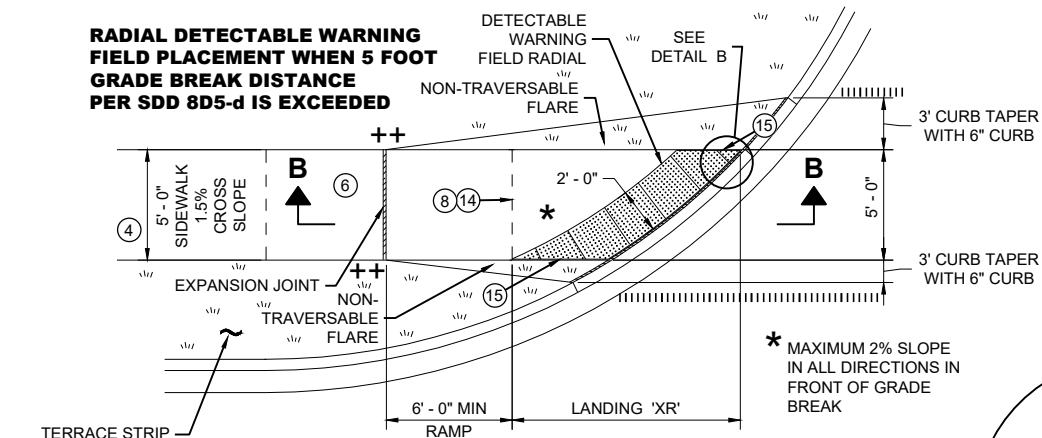 RADIAL DETECTABLE WARNING
FIELD PLACEMENT WHEN 5 FOOT
GRADE BREAK DISTANCE
PER SDD 8D5-d IS EXCEEDED
DETECTABLE
WARNING
FIELD RADIAL
SEE
DETAIL B
NON-TRAVERSABLE
FLARE
++
15
3' CURB TAPER
WITH 6" CURB
4
5' - 0"
SIDEWALK
1.5%
CROSS
SLOPE
B
6
8 14
2' - 0"
*
B
5' - 0"
++
EXPANSION JOINT
NON-
TRAVERSABLE
FLARE
15
3' CURB TAPER
WITH 6" CURB
* MAXIMUM 2% SLOPE
IN ALL DIRECTIONS IN
FRONT OF GRADE
BREAK
6' - 0" MIN
RAMP
LANDING 'XR'
TERRACE STRIP